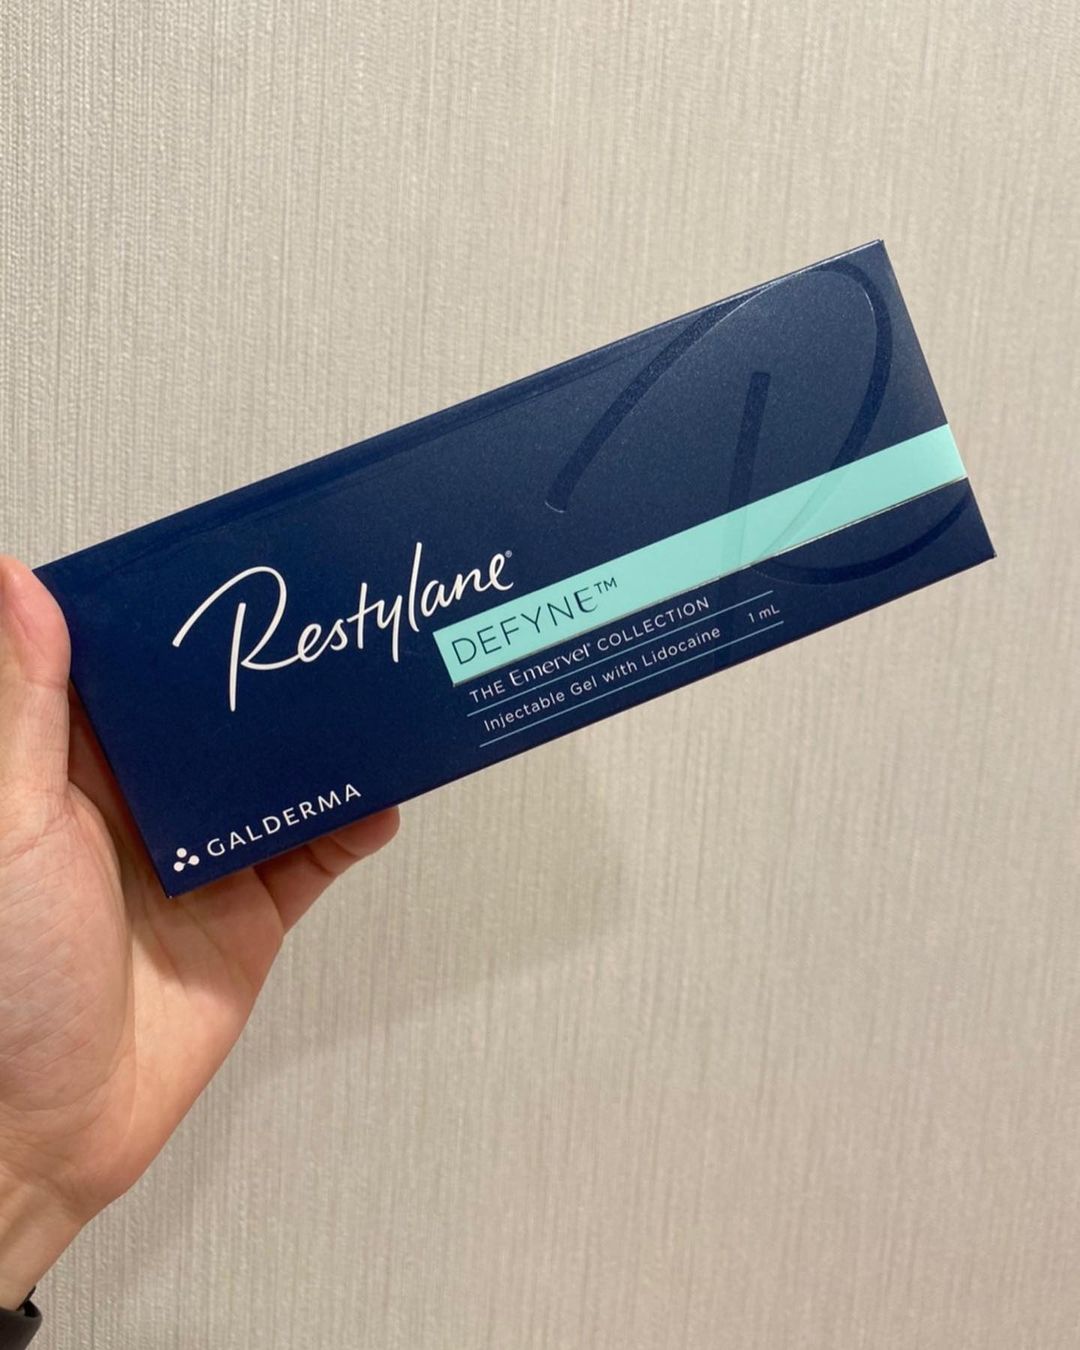 Restylane®
DEFYNE™
THE Emervel® COLLECTION
Injectable Gel with Lidocaine 1 mL
GALDERMA